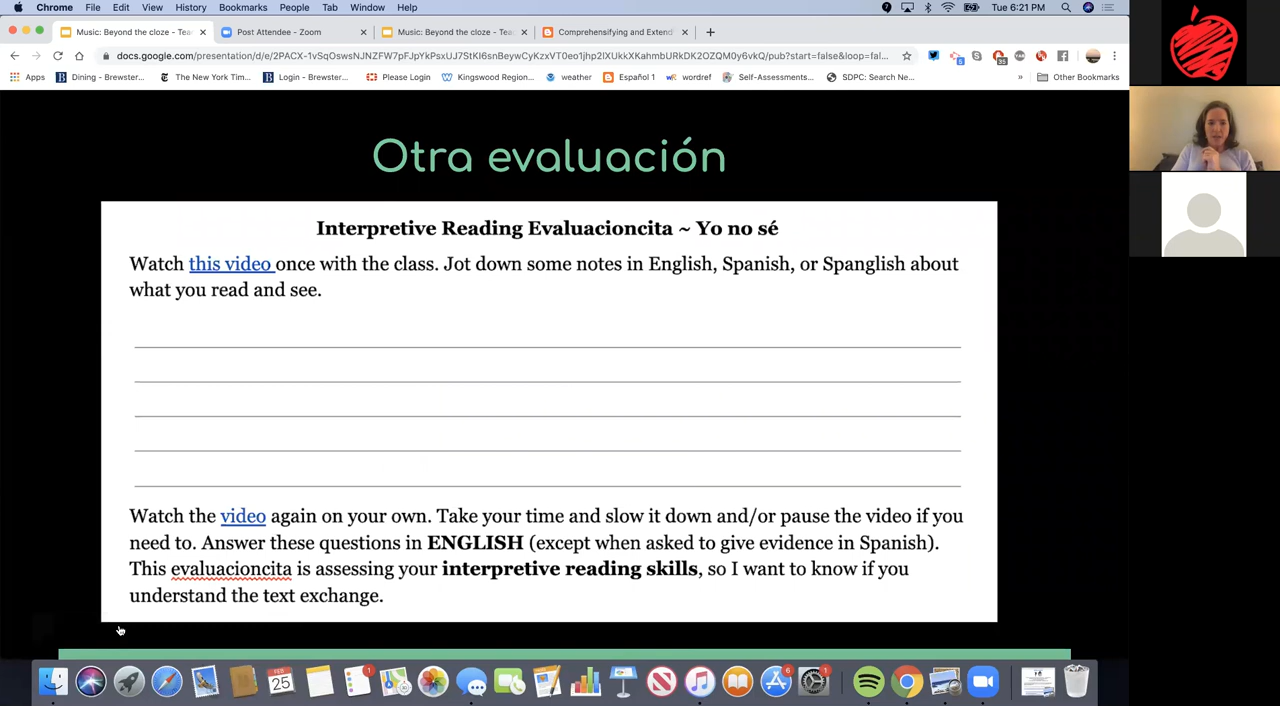 Chrome File Edit View History Bookmarks People Tab Window Help Tue 6:21 PM
Music: Beyond the cloze - Tea Post Attendee - Zoom Music: Beyond the cloze - Tea Comprehensifying and Extend
docs.google.com/presentation/d/e/2PACX-1vSqOswsNJNZFW7pFJpYkPsxUJ7StKI6snBeywCyKzxVT0eo1jhp2lXUkkXKahmbURkDK2OZQM0y6vkQ/pub?start=false&loop=fal...
Apps Dining - Brewster... The New York Tim... Login - Brewster... Please Login Kingswood Region... weather Español 1 wordref Self-Assessments... SDPC: Search Ne... » Other Bookmarks
Otra evaluación
Interpretive Reading Evaluacioncita ~ Yo no sé
Watch this video once with the class. Jot down some notes in English, Spanish, or Spanglish about
what you read and see.
Watch the video again on your own. Take your time and slow it down and/or pause the video if you
need to. Answer these questions in ENGLISH (except when asked to give evidence in Spanish).
This evaluacioncita is assessing your interpretive reading skills, so I want to know if you
understand the text exchange.
FEB
25
1
6
1